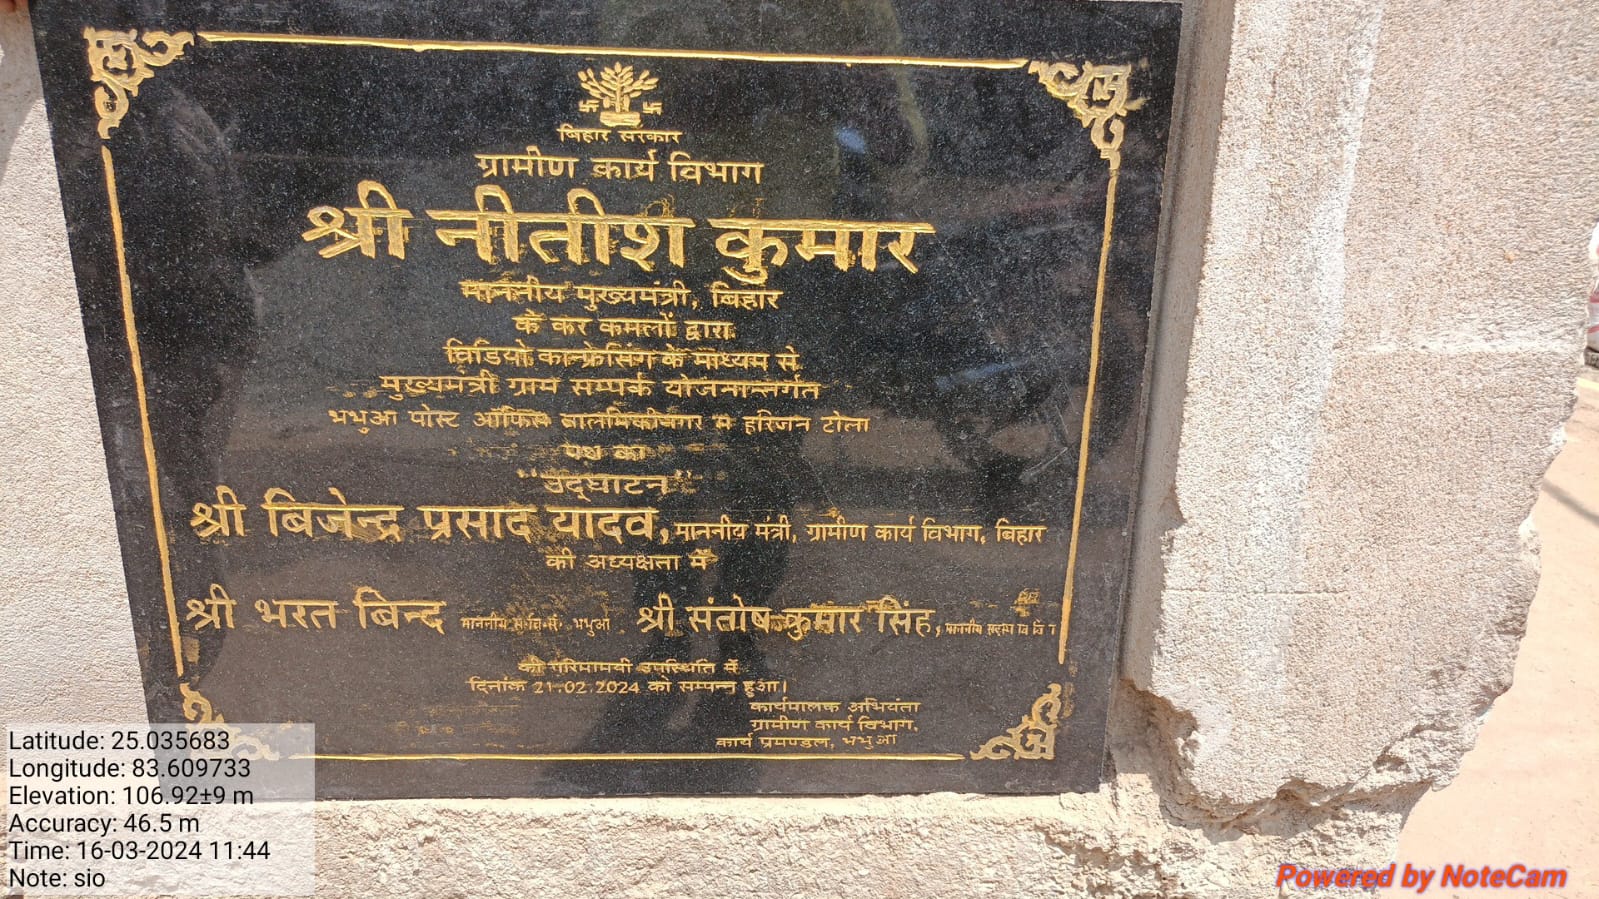 बिहार सरकार
ग्रामीण कार्य विभाग
श्री नीतीश कुमार
माननीय मुख्यमंत्री, बिहार
के कर कमलों द्वारा
विडियो कान्फ्रेसिंग के माध्यम से
मुख्यमंत्री ग्राम सम्पर्क योजनान्तर्गत
भभुआ पोस्ट ऑफिस बालमिकीनगर में हरिजन टोला
पथ का
"उद्घाटन"
श्री बिजेन्द्र प्रसाद यादव, माननीय मंत्री, ग्रामीण कार्य विभाग, बिहार
की अध्यक्षता में
श्री भरत बिन्द माननीय स.वि.स. भभुआ श्री संतोष कुमार सिंह, माननीय सदस्य वि
की गरिमामयी उपस्थिति में
दिनांक 21.02.2024 को सम्पन्न हुआ।
कार्यपालक अभियंता
ग्रामीण कार्य विभाग,
कार्य प्रमण्डल, भभुआ
Latitude: 25.035683
Longitude: 83.609733
Elevation: 106.92±9 m
Accuracy: 46.5 m
Time: 16-03-2024 11:44
Note: sio
Powered by NoteCam